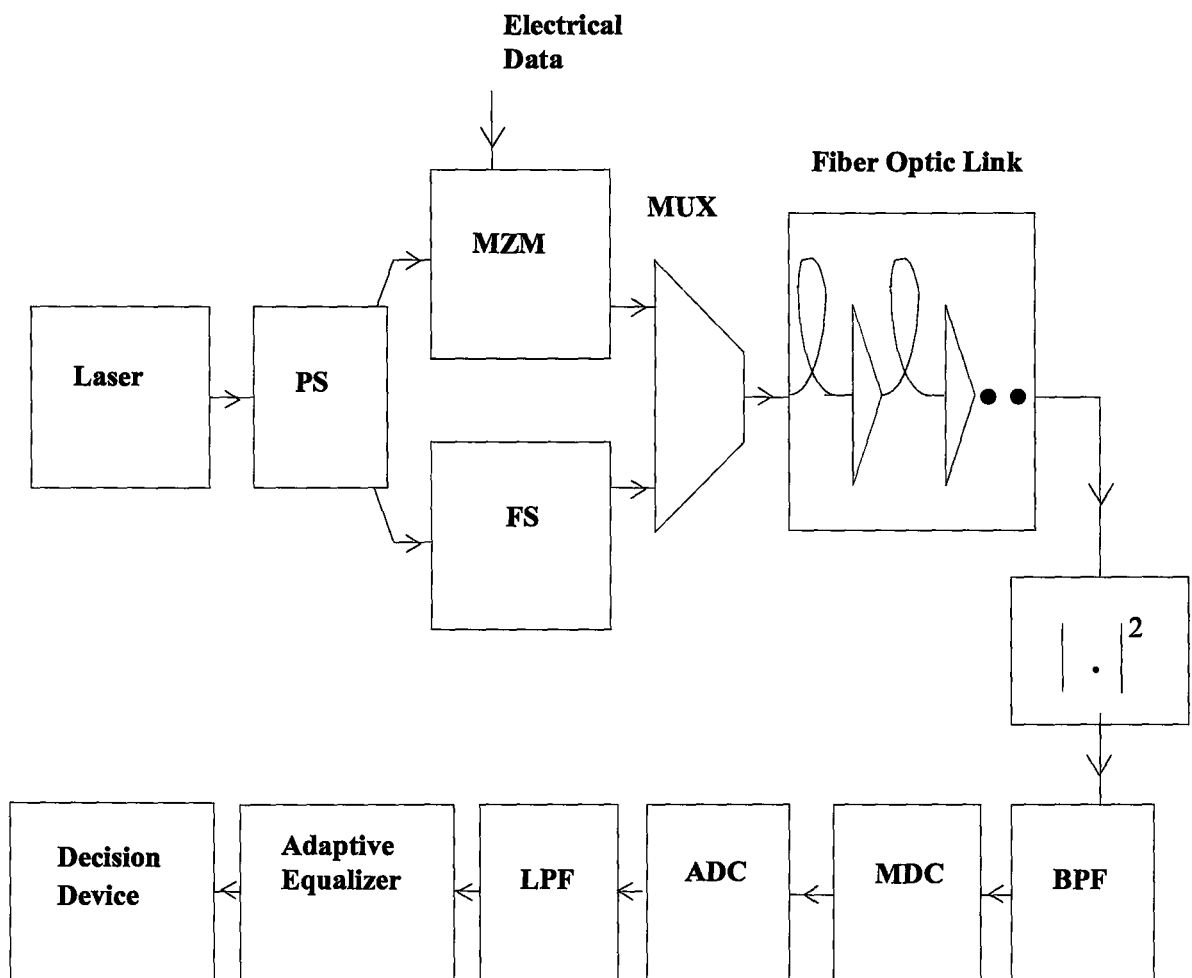 Electrical
Data
Fiber Optic Link
MUX
MZM
Laser
PS
FS
| . |2
Decision
Device
Adaptive
Equalizer
LPF
ADC
MDC
BPF